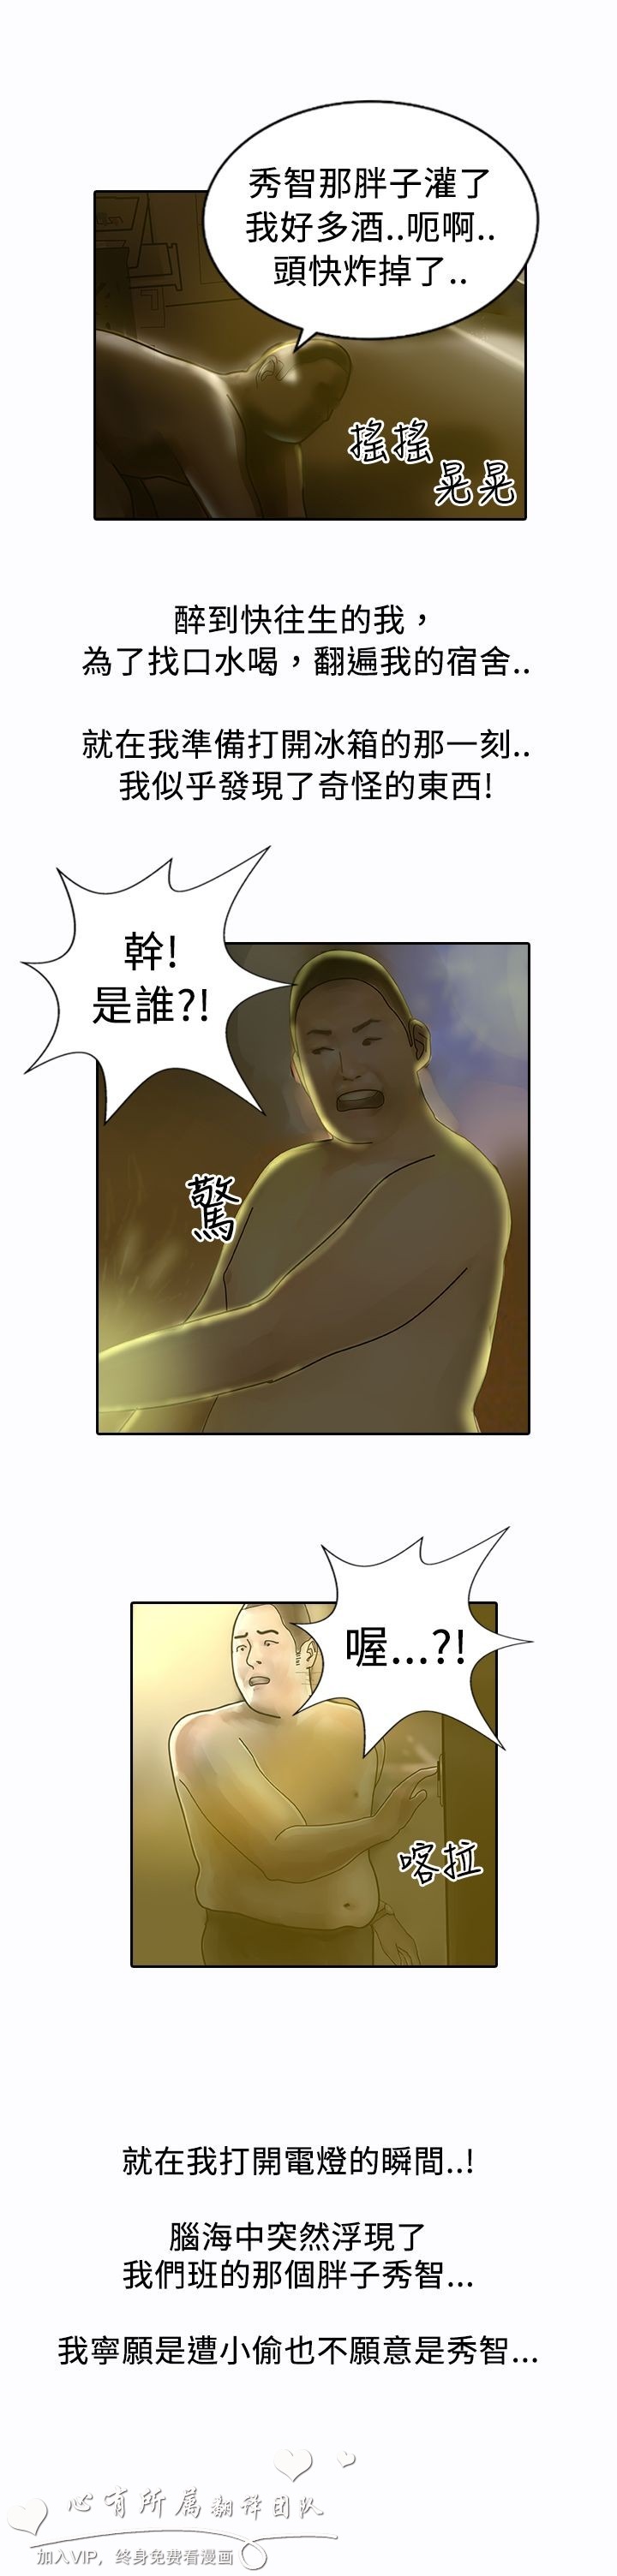 秀智那胖子灌了
我好多酒..呃啊..
頭快炸掉了..
搖搖
晃晃
醉到快往生的我，
為了找口水喝，翻遍我的宿舍..
就在我準備打開冰箱的那一刻..
我似乎發現了奇怪的東西!
幹!
是誰?!
驚
喔...?!
喀拉
就在我打開電燈的瞬間..!
腦海中突然浮現了
我們班的那個胖子秀智...
我寧願是遭小偷也不願意是秀智...
心有所属翻译团队
加入VIP，终身免费看漫画